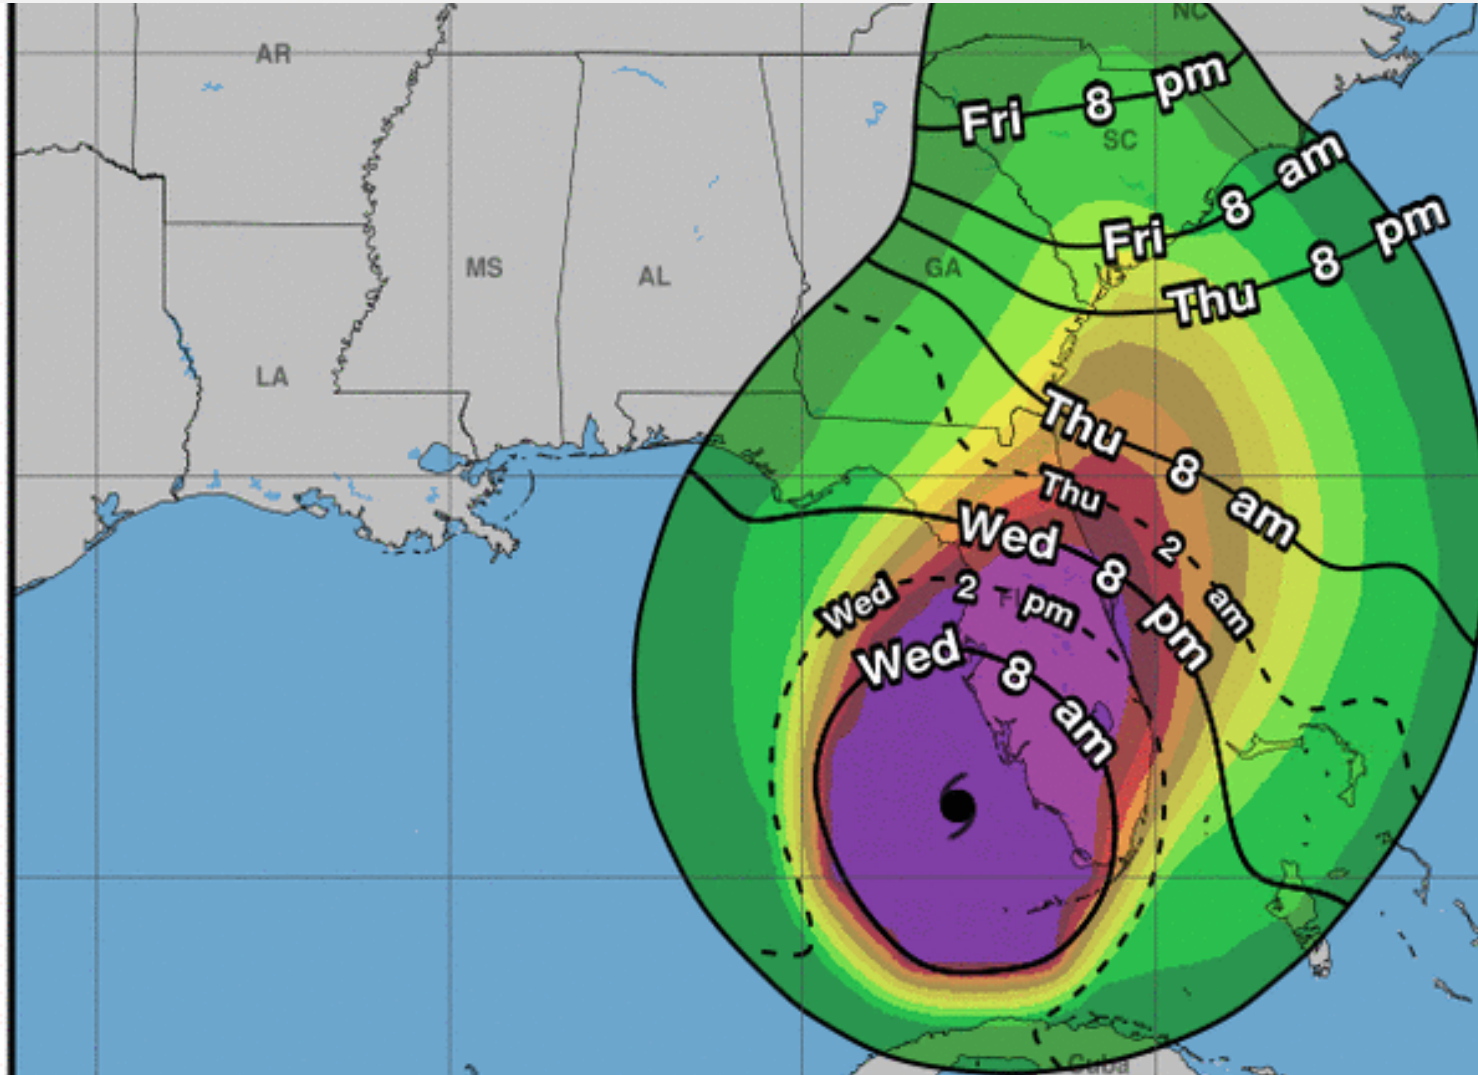 NC
AR
Fri 8 pm
SC
Fri 8 am
Thu 8 pm
MS
AL
GA
LA
Thu 8 am
Thu 2 am
Wed 8 pm
Wed 2 pm
Wed 8 am
Cuba